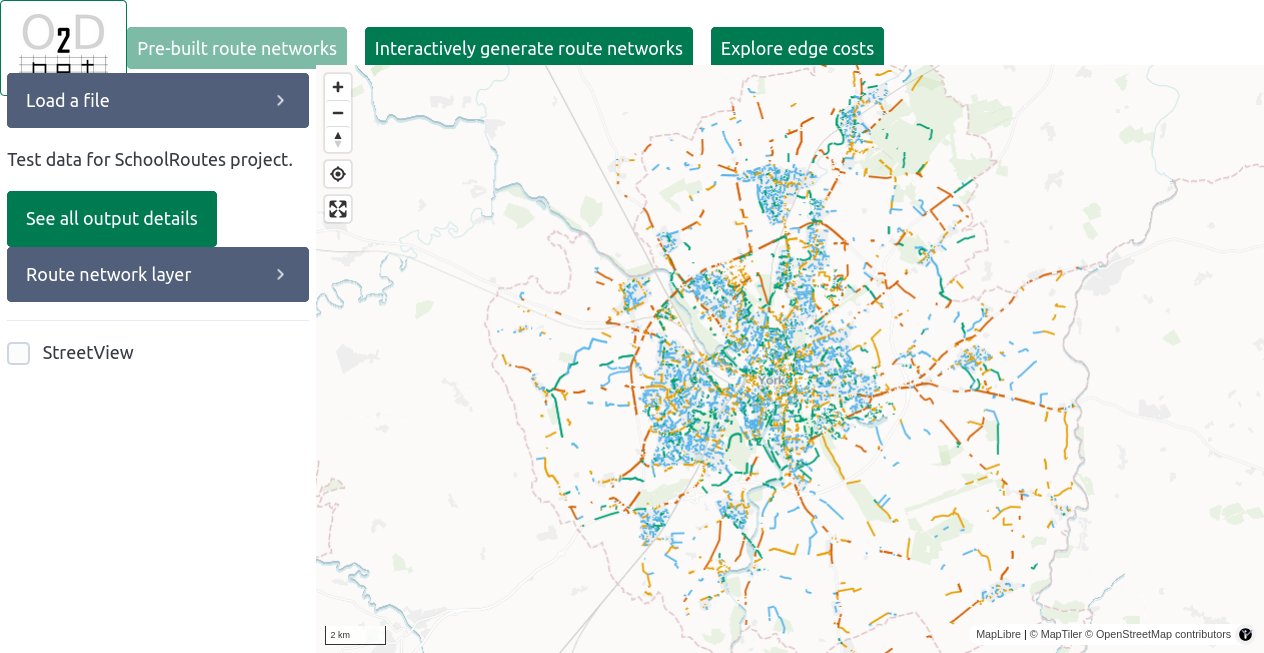 O2D
Pre-built route networks
Interactively generate route networks
Explore edge costs
Load a file
Test data for SchoolRoutes project.
See all output details
Route network layer
StreetView
York
2 km
MapLibre | © MapTiler © OpenStreetMap contributors